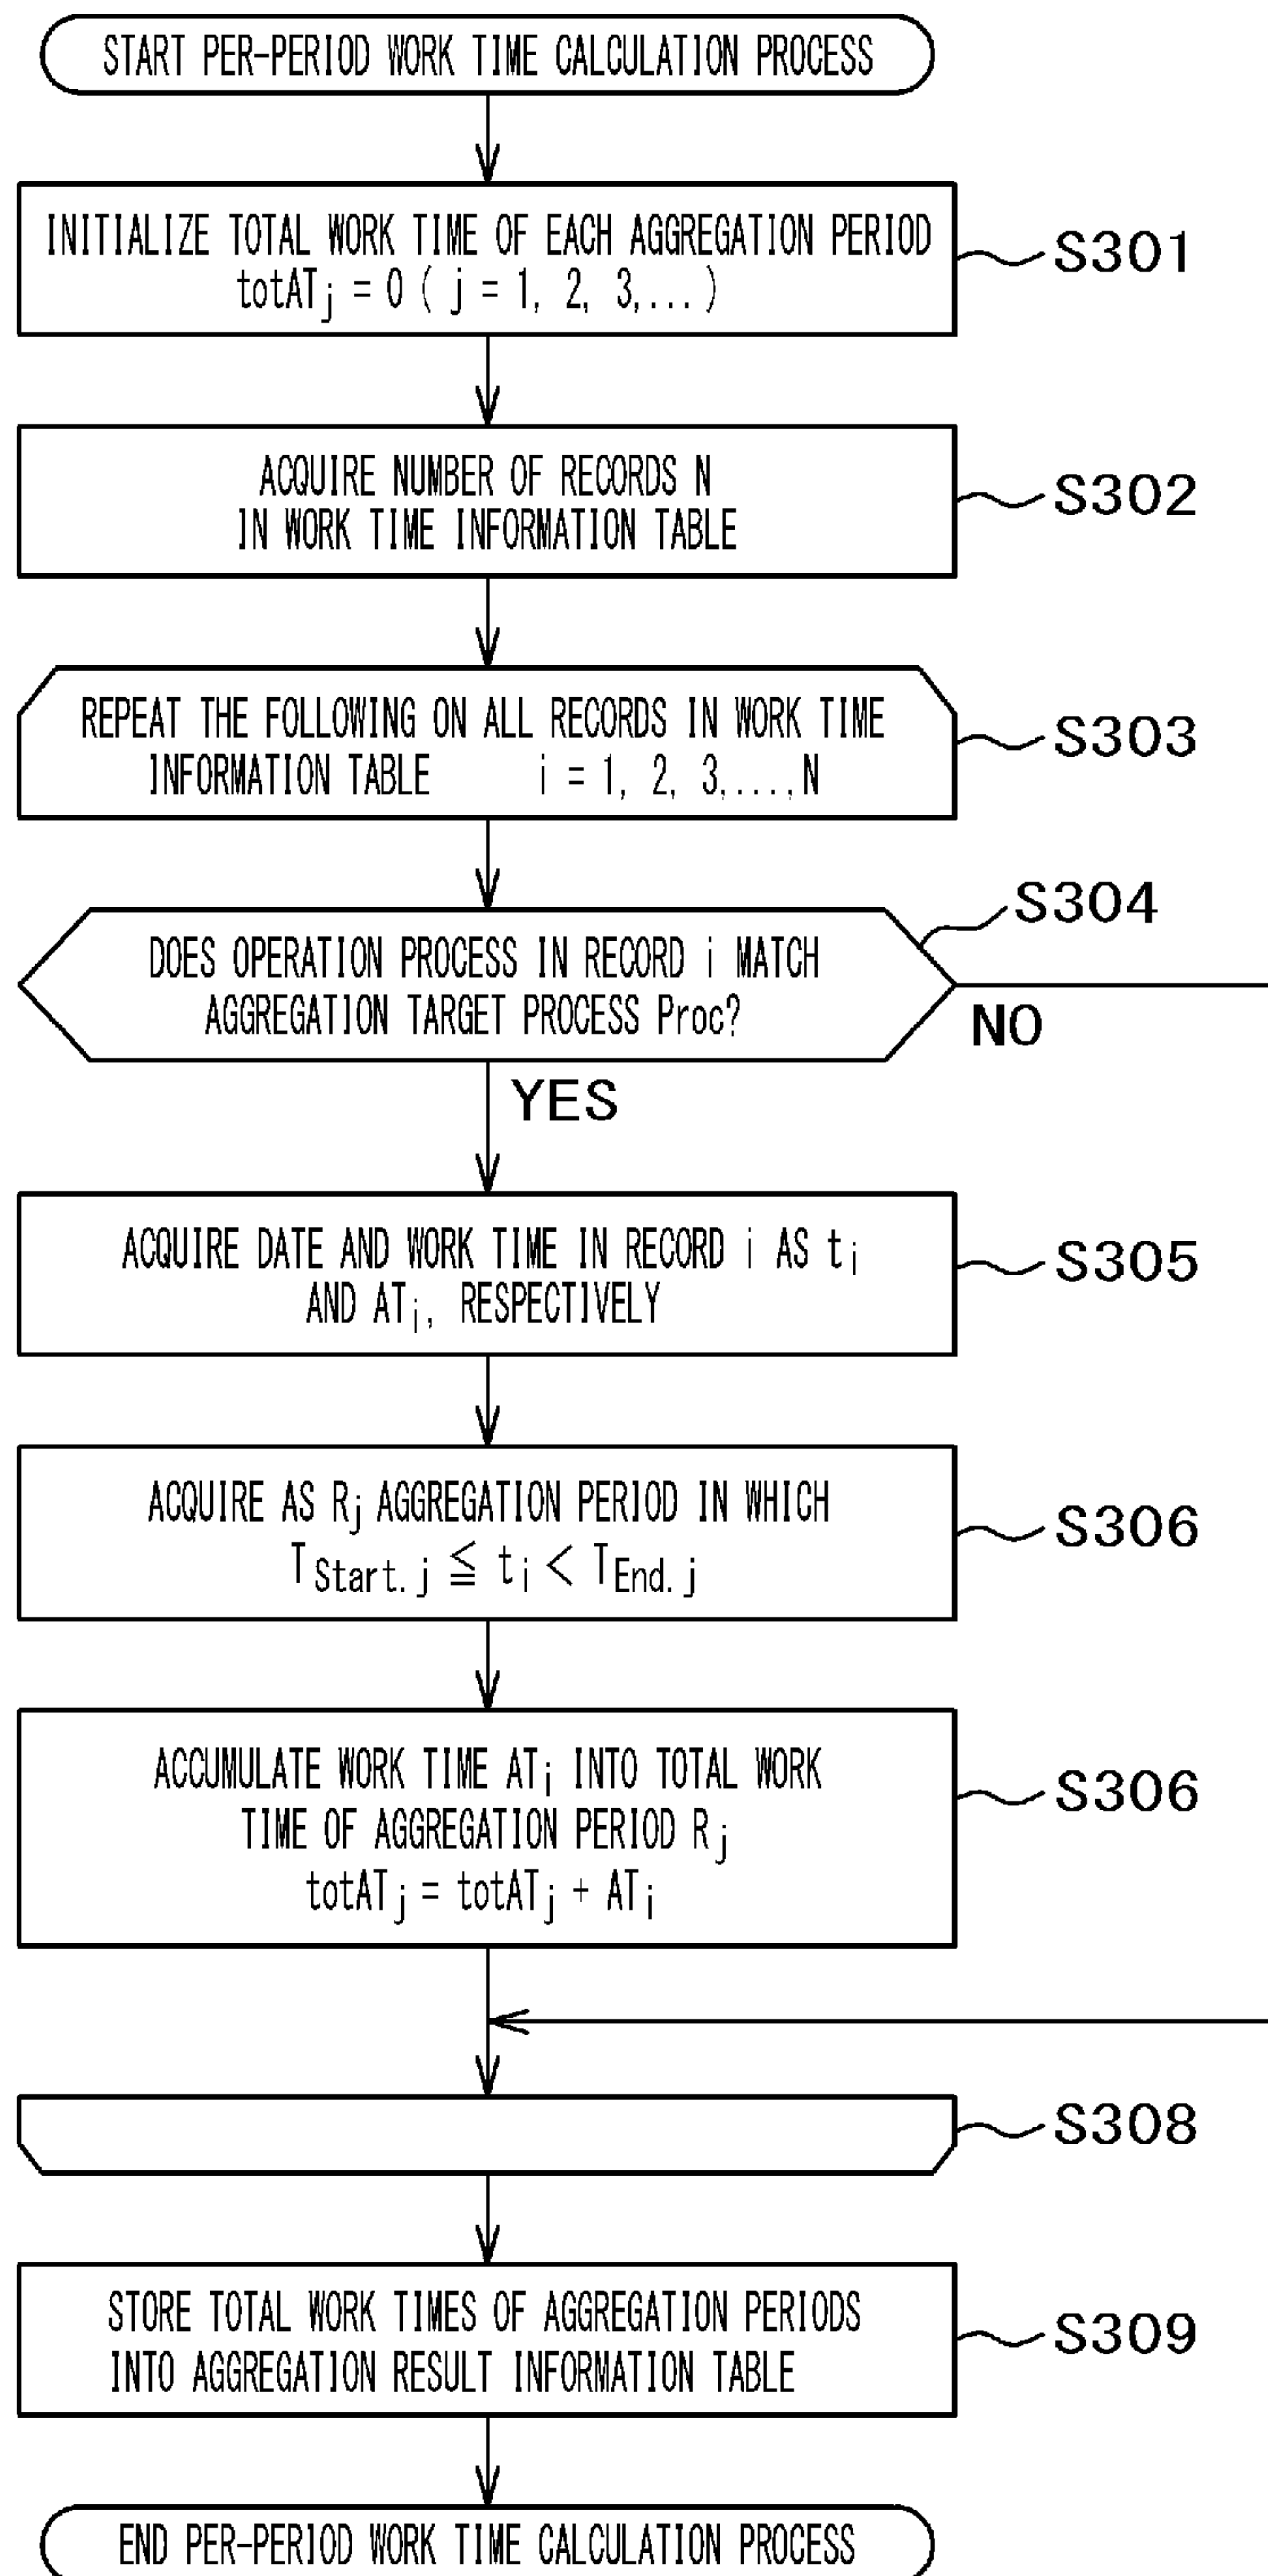 START PER-PERIOD WORK TIME CALCULATION PROCESS
INITIALIZE TOTAL WORK TIME OF EACH AGGREGATION PERIOD
totATj = 0 ( j = 1, 2, 3,... )
S301
ACQUIRE NUMBER OF RECORDS N
IN WORK TIME INFORMATION TABLE
S302
REPEAT THE FOLLOWING ON ALL RECORDS IN WORK TIME
INFORMATION TABLE i = 1, 2, 3,...,N
S303
S304
DOES OPERATION PROCESS IN RECORD i MATCH
AGGREGATION TARGET PROCESS Proc?
NO
YES
ACQUIRE DATE AND WORK TIME IN RECORD i AS ti
AND ATi, RESPECTIVELY
S305
ACQUIRE AS Rj AGGREGATION PERIOD IN WHICH
TStart.j ≦ ti < TEnd.j
S306
ACCUMULATE WORK TIME ATi INTO TOTAL WORK
TIME OF AGGREGATION PERIOD Rj
totATj = totATj + ATi
S306
S308
STORE TOTAL WORK TIMES OF AGGREGATION PERIODS
INTO AGGREGATION RESULT INFORMATION TABLE
S309
END PER-PERIOD WORK TIME CALCULATION PROCESS